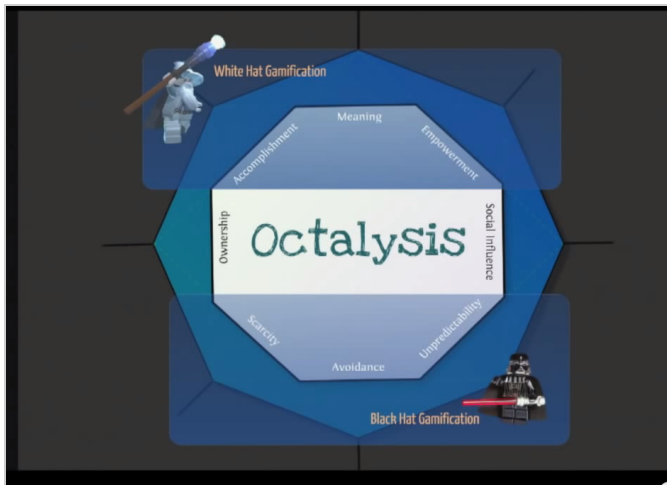 White Hat Gamification
Meaning
Accomplishment
Empowerment
Ownership
Octalysis
Social Influence
Scarcity
Unpredictability
Avoidance
Black Hat Gamification